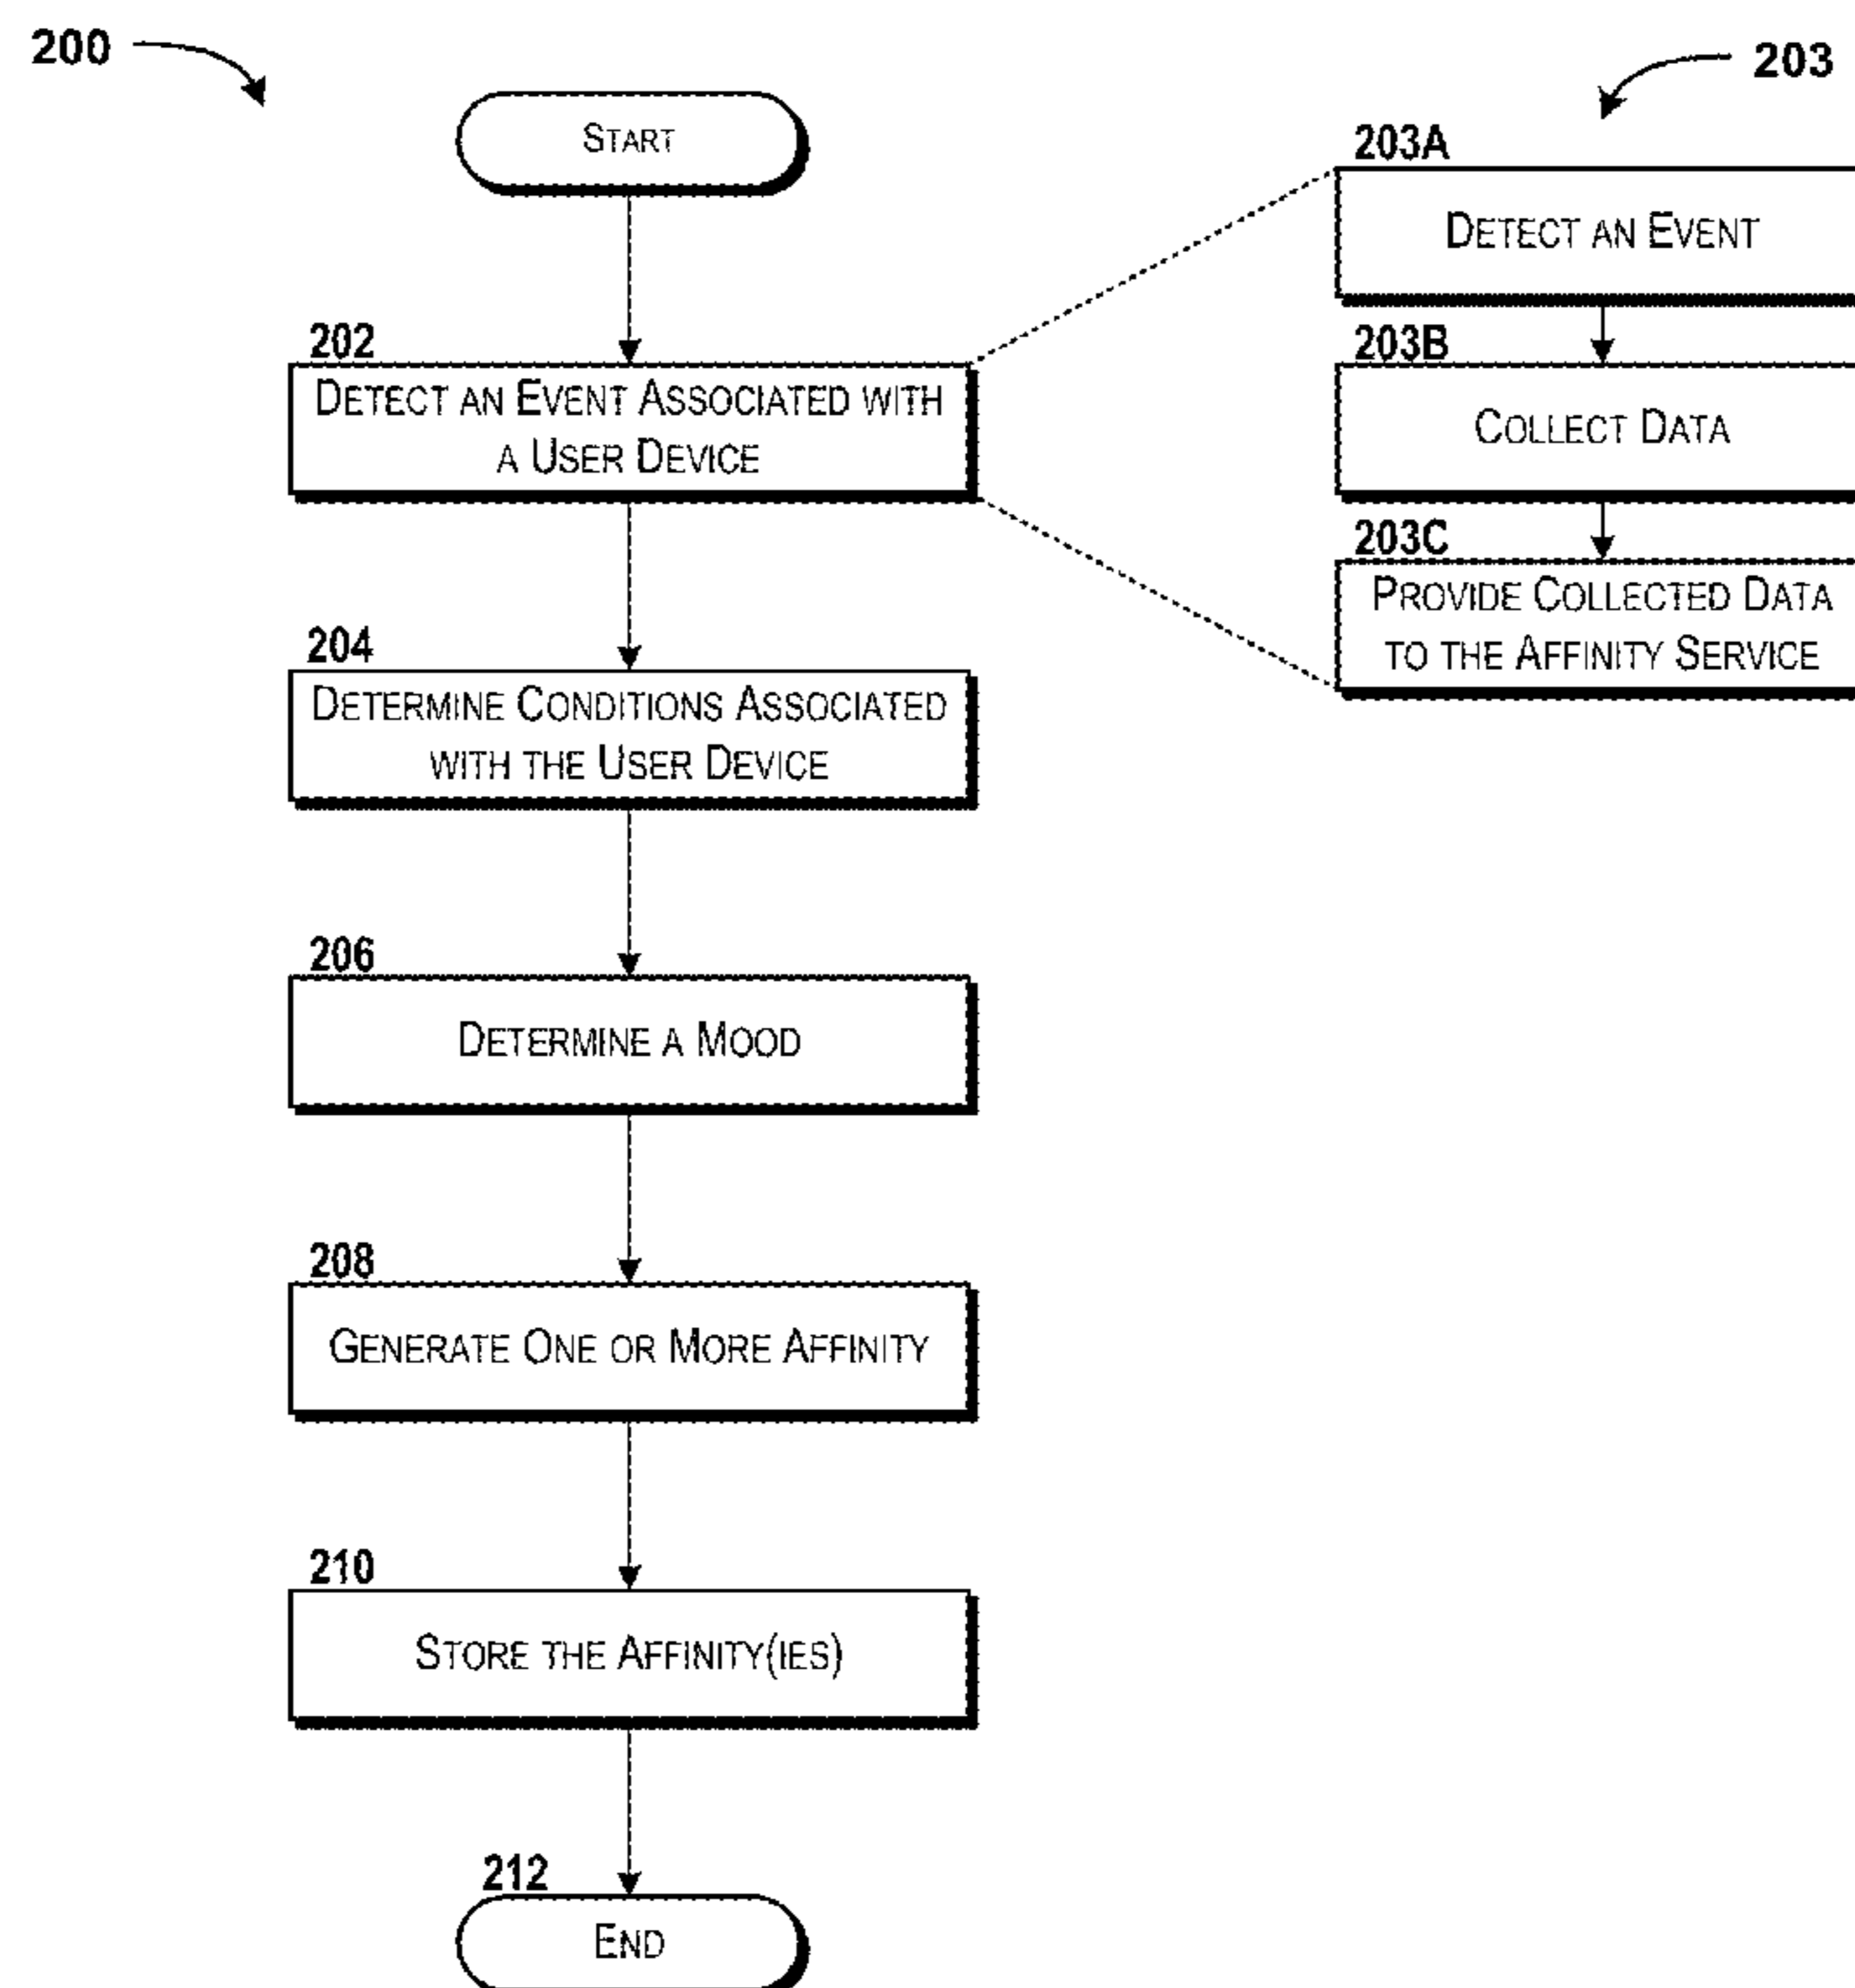 200
START
202
DETECT AN EVENT ASSOCIATED WITH
A USER DEVICE
204
DETERMINE CONDITIONS ASSOCIATED
WITH THE USER DEVICE
206
DETERMINE A MOOD
208
GENERATE ONE OR MORE AFFINITY
210
STORE THE AFFINITY(IES)
212
END
203
203A
DETECT AN EVENT
203B
COLLECT DATA
203C
PROVIDE COLLECTED DATA
TO THE AFFINITY SERVICE